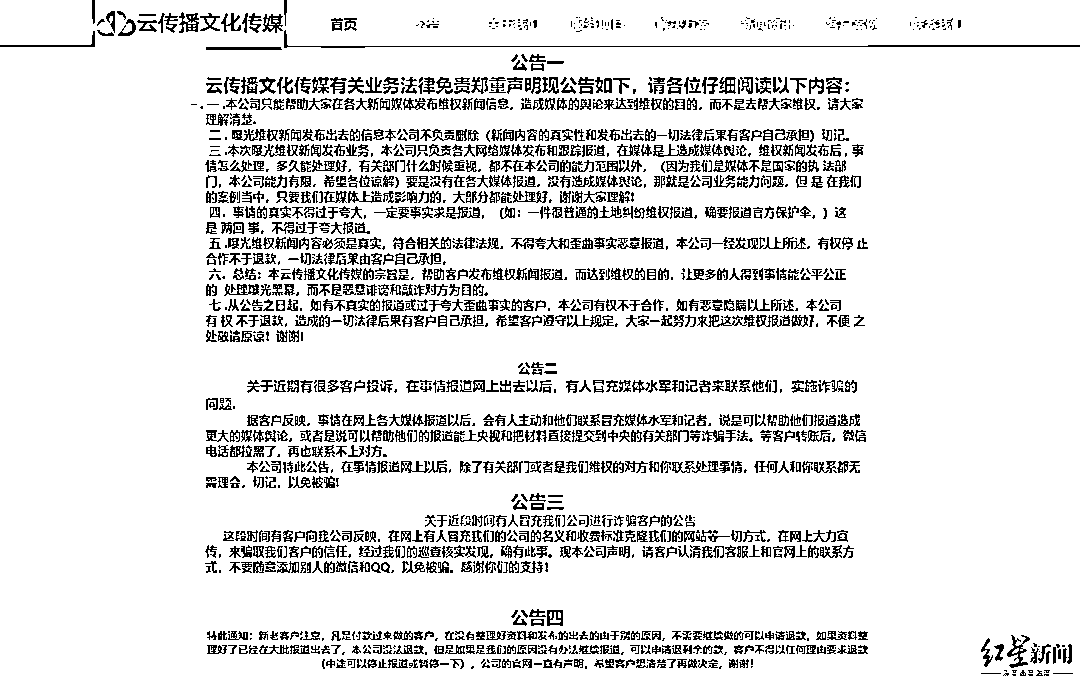 云传播文化传媒 首页
公告一
云传播文化传媒有关业务法律免责郑重声明现公告如下，请各位仔细阅读以下内容：
一．本公司只能帮助大家在各大新闻媒体发布维权新闻信息，造成媒体的舆论来达到维权的目的，而不是去帮大家维权，请大家
理解清楚。
二．曝光维权新闻发布出去的信息本公司不负责删除（新闻内容的真实性和发布出去的一切法律后果有客户自己承担）切记。
三．本次曝光维权新闻发布业务，本公司只负责各大网络媒体发布和跟踪报道，在媒体是上造成媒体舆论，维权新闻发布后，事
情怎么处理，多久能处理好，有关部门什么时候重视，都不在本公司的能力范围以外，（因为我们是媒体不是国家的执 法部
门，本公司能力有限，希望各位谅解）要是没有在各大媒体报道，没有造成媒体舆论，那就是公司业务能力问题，但 是 在我们
的案例当中，只要我们在媒体上造成影响力的，大部分都能处理好，谢谢大家理解！
四．事情的真实不得过于夸大，一定要事实求是报道，（如：一件很普通的土地纠纷维权报道，确要报道官方保护伞，）这
是 两回 事，不得过于夸大报道。
五．曝光维权新闻内容必须是真实，符合相关的法律法规，不得夸大和歪曲事实恶意报道，本公司一经发现以上所述，有权停 止
合作不于退款，一切法律后果由客户自己承担。
六．总结：本云传播文化传媒的宗旨是，帮助客户发布维权新闻报道，而达到维权的目的，让更多的人得到事情能公平公正
的 处理曝光黑幕，而不是恶意诽谤和敲诈对方为目的。
七．从公告之日起，如有不真实的报道或过于夸大歪曲事实的客户，本公司有权不于合作，如有恶意隐瞒以上所述，本公司
有 权 不于退款，造成的一切法律后果有客户自己承担，希望客户遵守以上规定，大家一起努力来把这次维权报道做好，不便 之
处敬请原谅！谢谢！
公告二
关于近期有很多客户投诉，在事情报道网上出去以后，有人冒充媒体水军和记者来联系他们，实施诈骗的
问题。
据客户反映，事情在网上各大媒体报道以后，会有人主动和他们联系冒充媒体水军和记者，说是可以帮助他们报道造成
更大的媒体舆论，或者是说可以帮助他们的报道能上央视和把材料直接提交到中央的有关部门等诈骗手法。等客户转账后，微信
电话都拉黑了，再也联系不上对方。
本公司特此公告，在事情报道网上以后，除了有关部门或者是我们维权的对方和你联系处理事情，任何人和你联系都无
需理会，切记，以免被骗！
公告三
关于近段时间有人冒充我们公司进行诈骗客户的公告
这段时间有客户向我公司反映，在网上有人冒充我们的公司的名义和收费标准克隆我们的网站等一切方式，在网上大力宣
传，来骗取我们客户的信任，经过我们的巡查核实发现，确有此事。现本公司声明，请客户认清我们客服上和官网上的联系方
式，不要随意添加别人的微信和QQ，以免被骗。感谢你们的支持！
公告四
特此通知：新老客户注意，凡是付款过来做的客户，在没有整理好资料和发布的出去的由于别的原因，不需要继续做的可以申请退款，如果资料整
理好了已经在大批报道出去了，本公司没法退款，但是如果是我们的原因没有办法继续报道，可以申请退剩余的款，客户不得以任何理由要求退款
（中途可以停止报道或暂停一下），公司的官网一直有声明，希望客户想清楚了再做决定，谢谢！
红星新闻